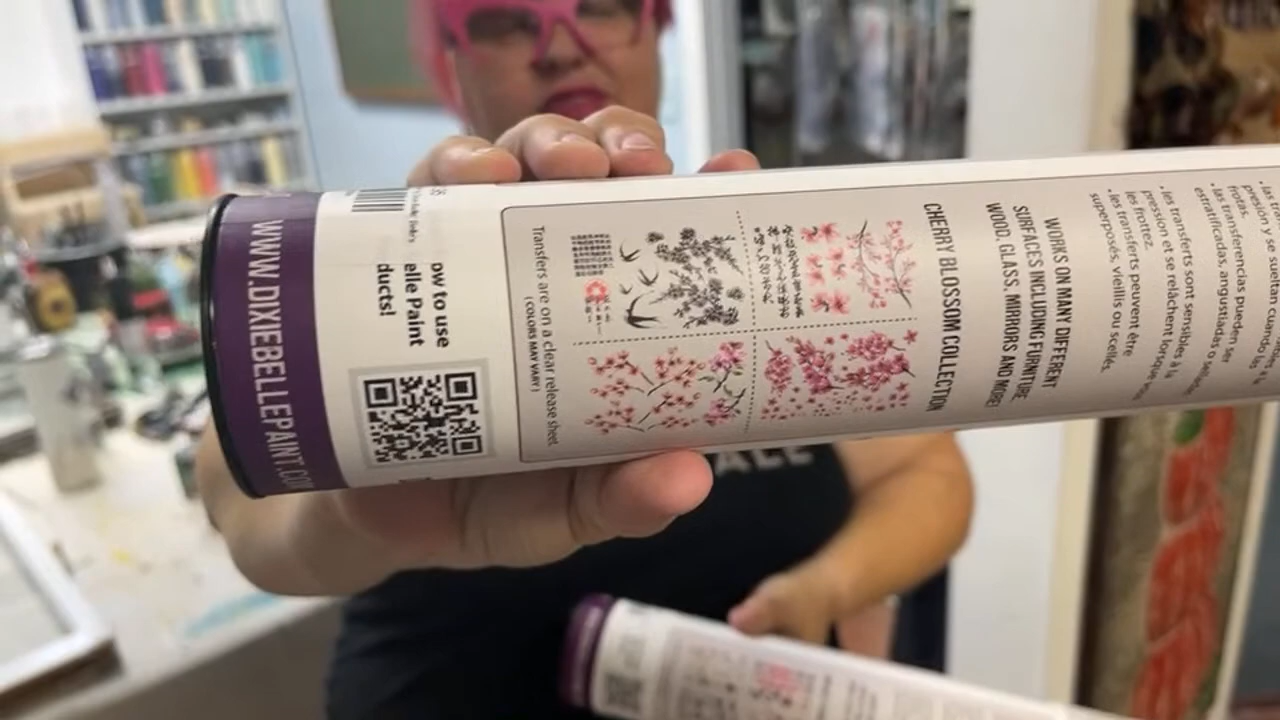 WWW.DIXIEBELLEPAINT.CO
ow to use
elle Paint
ducts!
Transfers are on a clear release sheet
(COLORS MAY VARY)
CHERRY BLOSSOM COLLECTION
WORKS ON MANY DIFFERENT
SURFACES INCLUDING FURNITURE,
WOOD, GLASS, MIRRORS AND MORE!
• les transferts sont sensibles à la
pression et se relâchent lorsque
les frottez.
• les transferts peuvent être
superposés, vieillis ou scellés.
presión y se sueltan cuando las
frotas.
• las transferencias pueden ser
estratificadas, angustiadas o